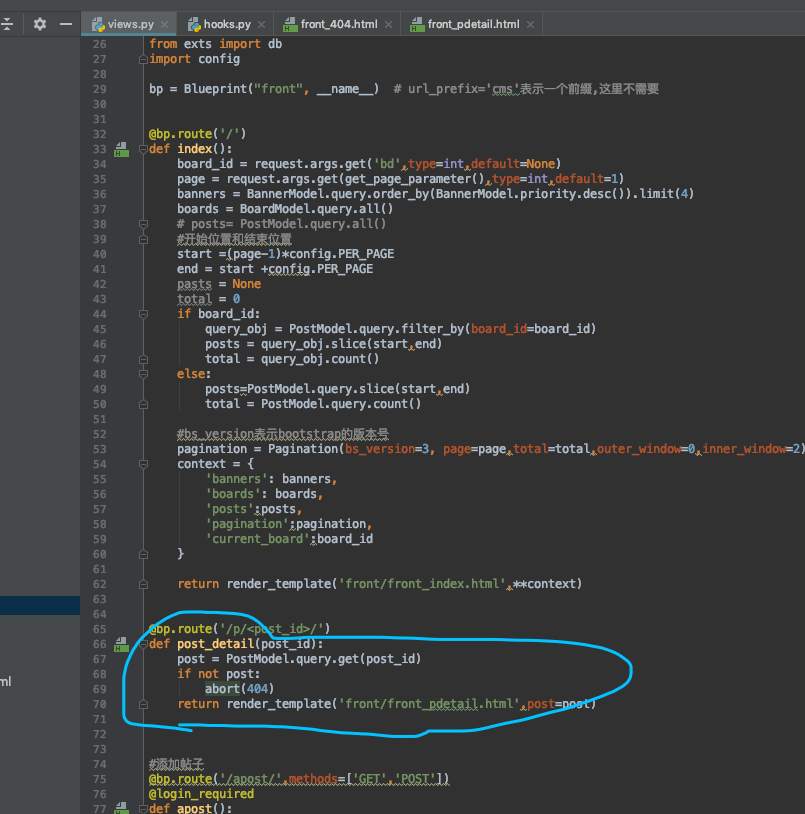 views.py
hooks.py
front_404.html
front_pdetail.html
26 from exts import db
27 import config
28
29 bp = Blueprint("front", __name__)  # url_prefix='cms'表示一个前缀,这里不需要
30
31
32 @bp.route('/')
33 def index():
34     board_id = request.args.get('bd',type=int,default=None)
35     page = request.args.get(get_page_parameter(),type=int,default=1)
36     banners = BannerModel.query.order_by(BannerModel.priority.desc()).limit(4)
37     boards = BoardModel.query.all()
38     # posts= PostModel.query.all()
39     #开始位置和结束位置
40     start =(page-1)*config.PER_PAGE
41     end = start +config.PER_PAGE
42     pasts = None
43     total = 0
44     if board_id:
45         query_obj = PostModel.query.filter_by(board_id=board_id)
46         posts = query_obj.slice(start,end)
47         total = query_obj.count()
48     else:
49         posts=PostModel.query.slice(start,end)
50         total = PostModel.query.count()
51
52     #bs_version表示bootstrap的版本号
53     pagination = Pagination(bs_version=3, page=page,total=total,outer_window=0,inner_window=2)
54     context = {
55         'banners': banners,
56         'boards': boards,
57         'posts':posts,
58         'pagination':pagination,
59         'current_board':board_id
60     }
61
62     return render_template('front/front_index.html',**context)
63
64
65 @bp.route('/p/<post_id>/')
66 def post_detail(post_id):
67     post = PostModel.query.get(post_id)
68     if not post:
69         abort(404)
70     return render_template('front/front_pdetail.html',post=post)
71
72
73
74 #添加帖子
75 @bp.route('/apost/',methods=['GET','POST'])
76 @login_required
77 def apost():
ml